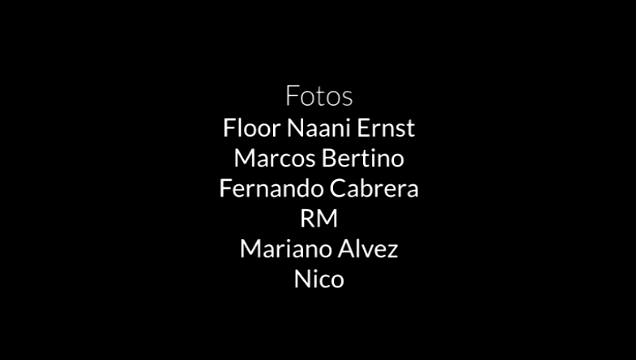 Fotos
Floor Naani Ernst
Marcos Bertino
Fernando Cabrera
RM
Mariano Alvez
Nico